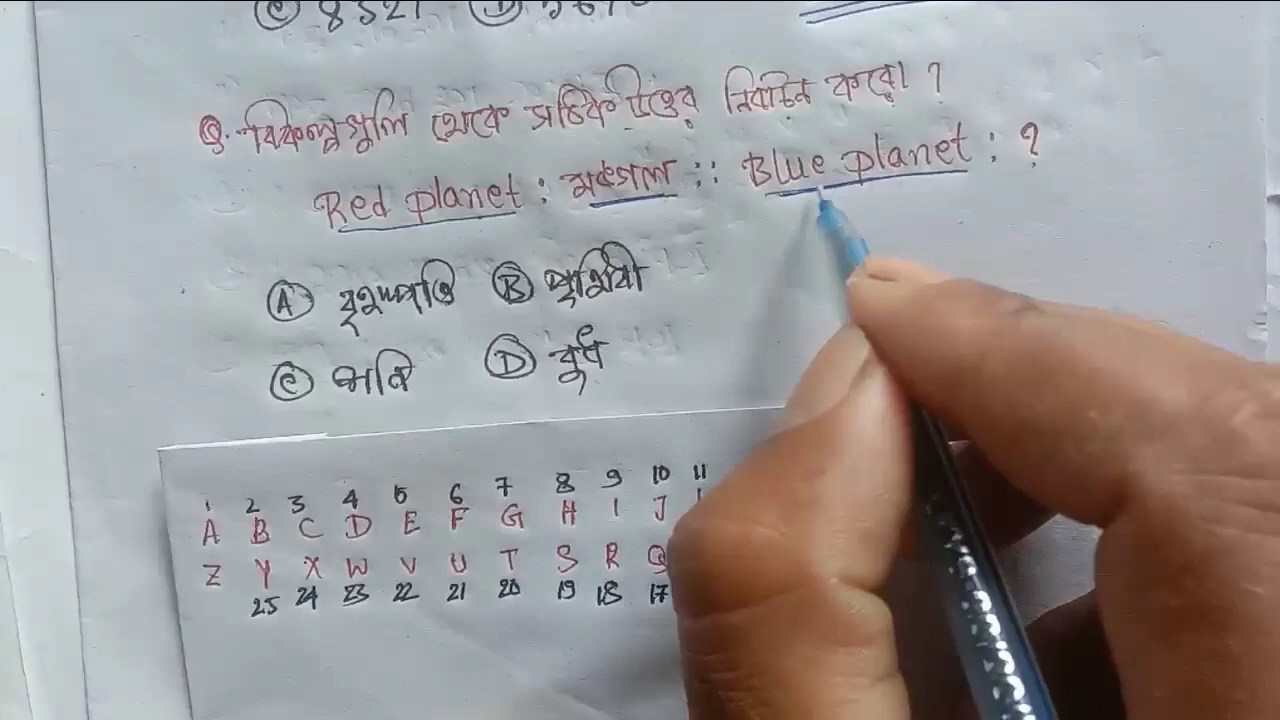 Ⓒ 8521 Ⓓ
Q. বিকল্পগুলি থেকে সঠিক উত্তর নির্বাচন করো ?
Red planet : মঙ্গল :: Blue planet : ?
Ⓐ বৃহস্পতি Ⓑ পৃথিবী
Ⓒ শনি Ⓓ বুধ
1 2 3 4 5 6 7 8 9 10 11
A B C D E F G H I J
Z Y X W V U T S R Q
25 24 23 22 21 20 19 18 17